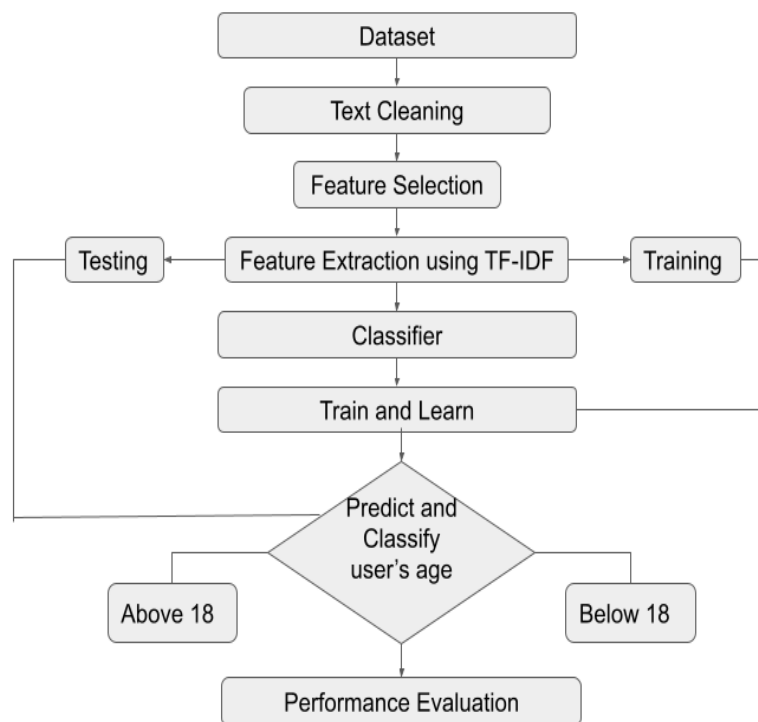 Dataset
Text Cleaning
Feature Selection
Testing
Feature Extraction using TF-IDF
Training
Classifier
Train and Learn
Predict and
Classify
user's age
Above 18
Below 18
Performance Evaluation